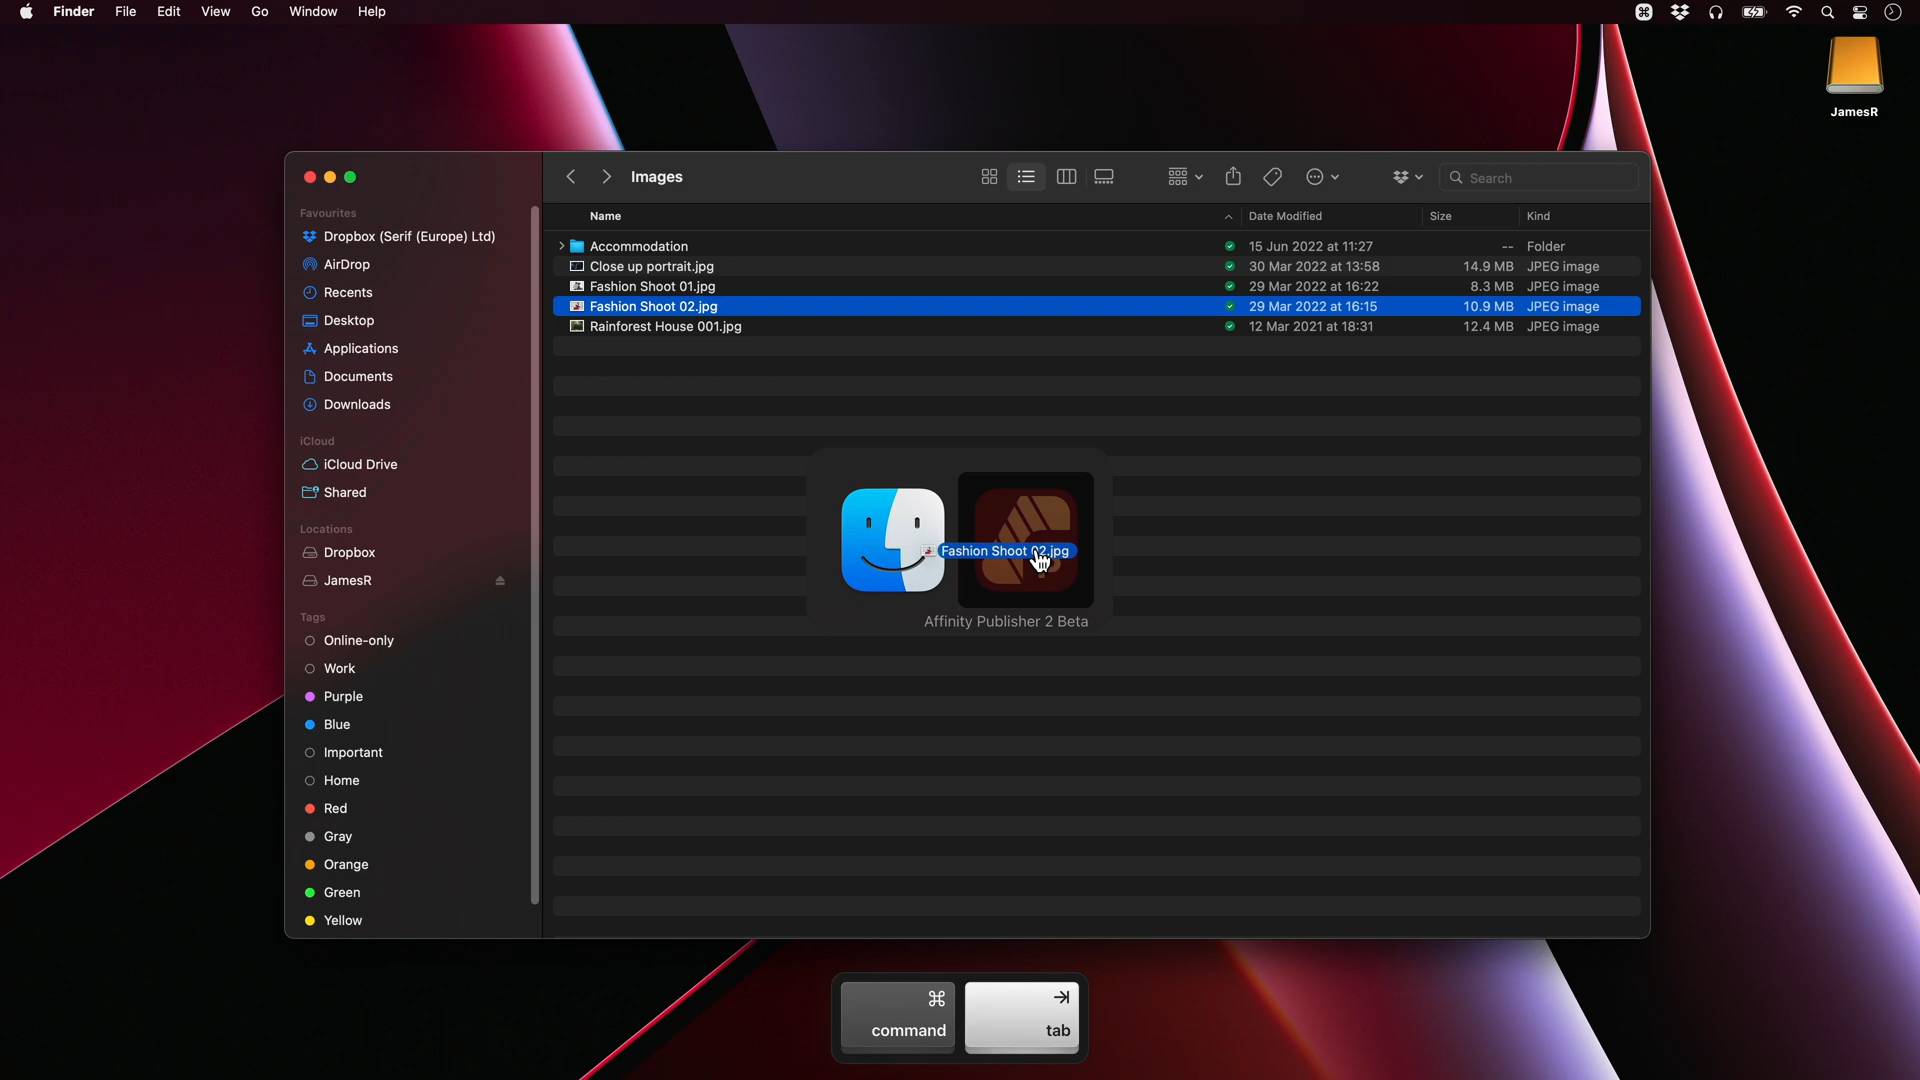 Finder File Edit View Go Window Help
JamesR
Images
Search
Favourites
Dropbox (Serif (Europe) Ltd)
AirDrop
Recents
Desktop
Applications
Documents
Downloads
iCloud
iCloud Drive
Shared
Locations
Dropbox
JamesR
Tags
Online-only
Work
Purple
Blue
Important
Home
Red
Gray
Orange
Green
Yellow
Name Date Modified Size Kind
Accommodation 15 Jun 2022 at 11:27 -- Folder
Close up portrait.jpg 30 Mar 2022 at 13:58 14.9 MB JPEG image
Fashion Shoot 01.jpg 29 Mar 2022 at 16:22 8.3 MB JPEG image
Fashion Shoot 02.jpg 29 Mar 2022 at 16:15 10.9 MB JPEG image
Rainforest House 001.jpg 12 Mar 2021 at 18:31 12.4 MB JPEG image
Fashion Shoot 02.jpg
Affinity Publisher 2 Beta
⌘ ⇥
command tab